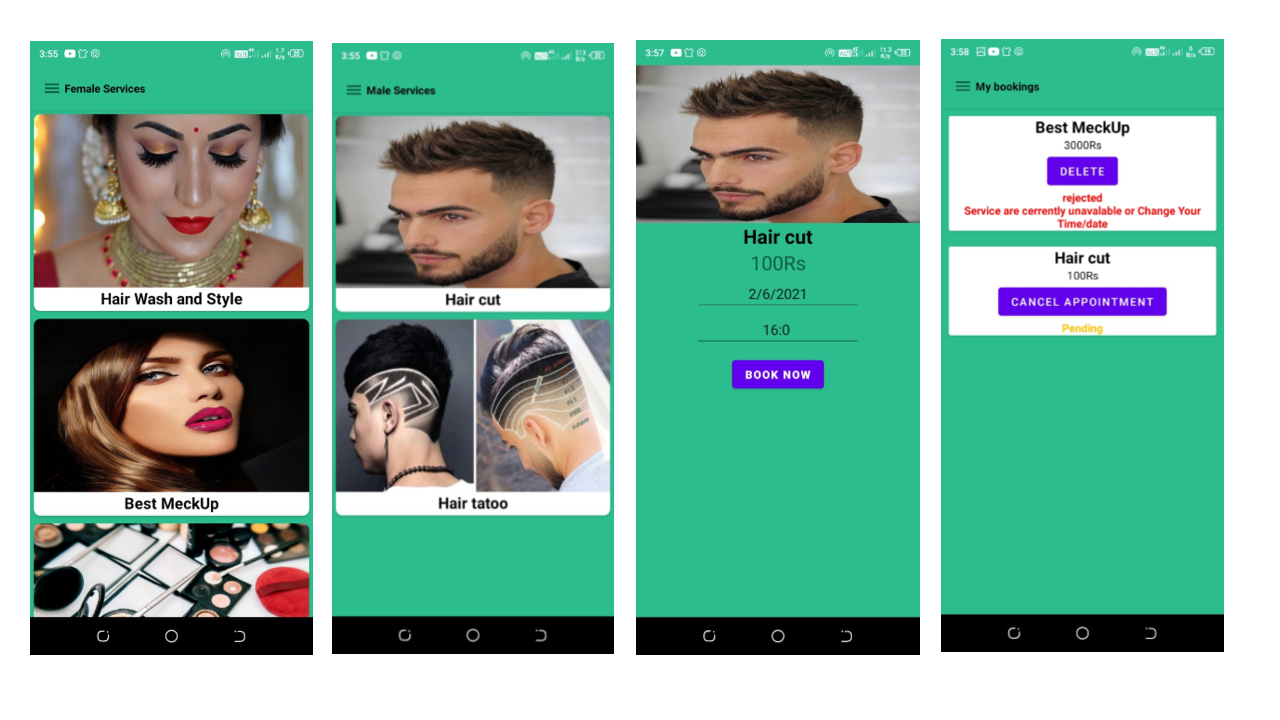 3:55
Female Services
Hair Wash and Style
Best MeckUp
3:55
Male Services
Hair cut
Hair tatoo
3:57
Hair cut
100Rs
2/6/2021
16:0
BOOK NOW
3:58
My bookings
Best MeckUp
3000Rs
DELETE
rejected
Service are cerrently unavalable or Change Your
Time/date
Hair cut
100Rs
CANCEL APPOINTMENT
Pending